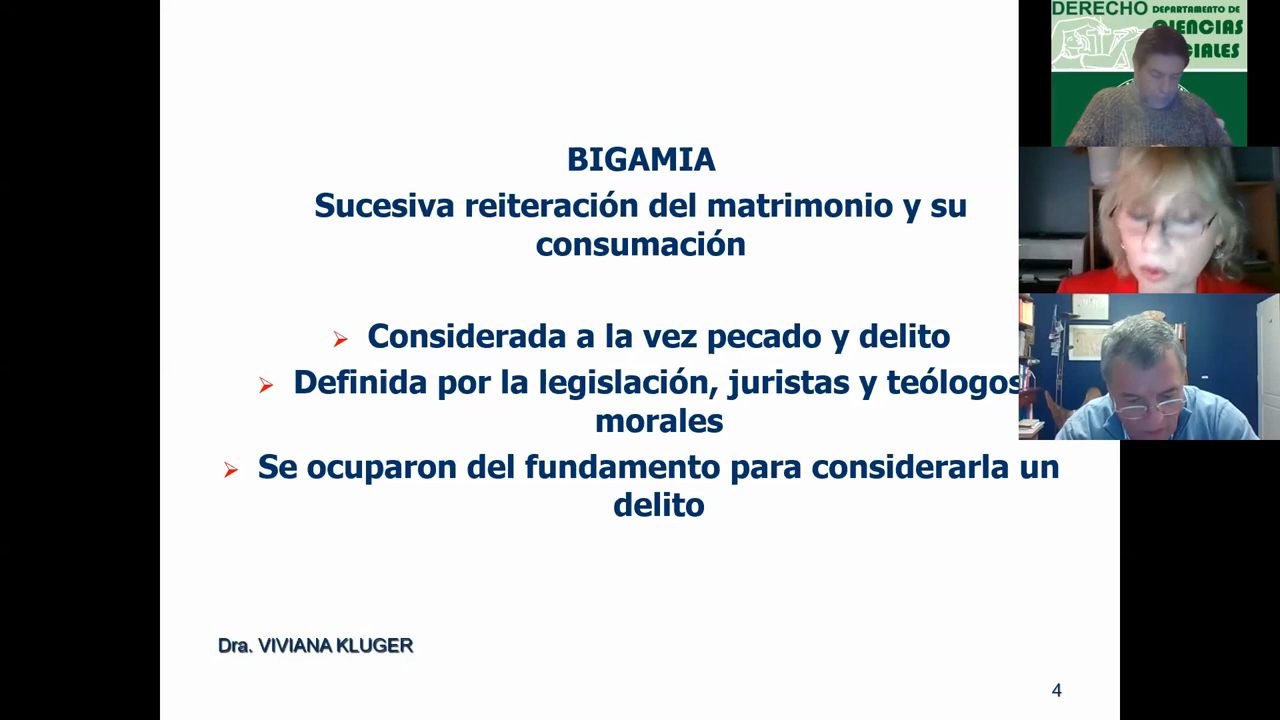 BIGAMIA
Sucesiva reiteración del matrimonio y su
consumación
Considerada a la vez pecado y delito
Definida por la legislación, juristas y teólogos
morales
Se ocuparon del fundamento para considerarla un
delito
Dra. VIVIANA KLUGER
4
DERECHO
DEPARTAMENTO DE